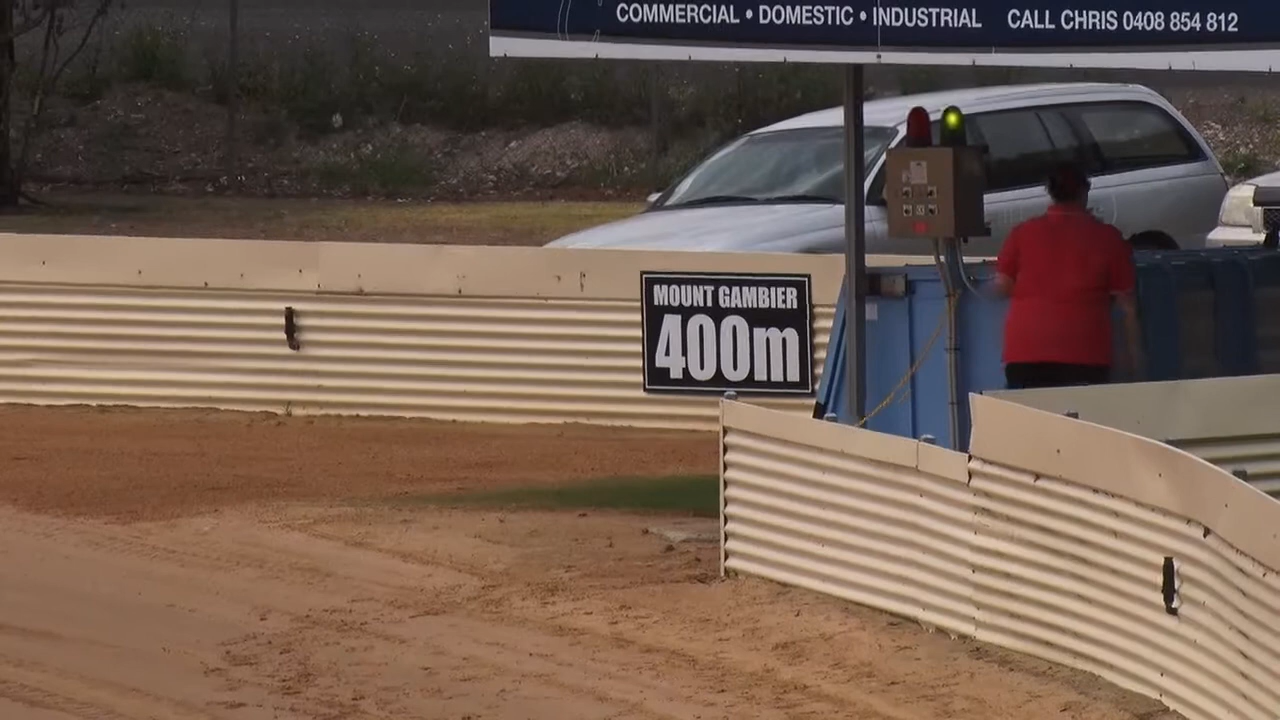 COMMERCIAL • DOMESTIC • INDUSTRIAL CALL CHRIS 0408 854 812
MOUNT GAMBIER
400m